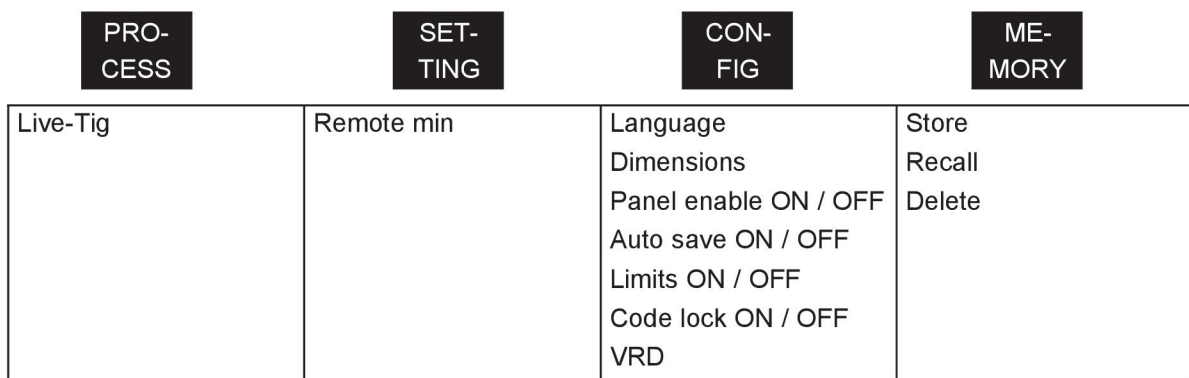 PRO-
CESS
SET-
TING
CON-
FIG
ME-
MORY
Live-Tig
Remote min
Language
Dimensions
Panel enable ON / OFF
Auto save ON / OFF
Limits ON / OFF
Code lock ON / OFF
VRD
Store
Recall
Delete